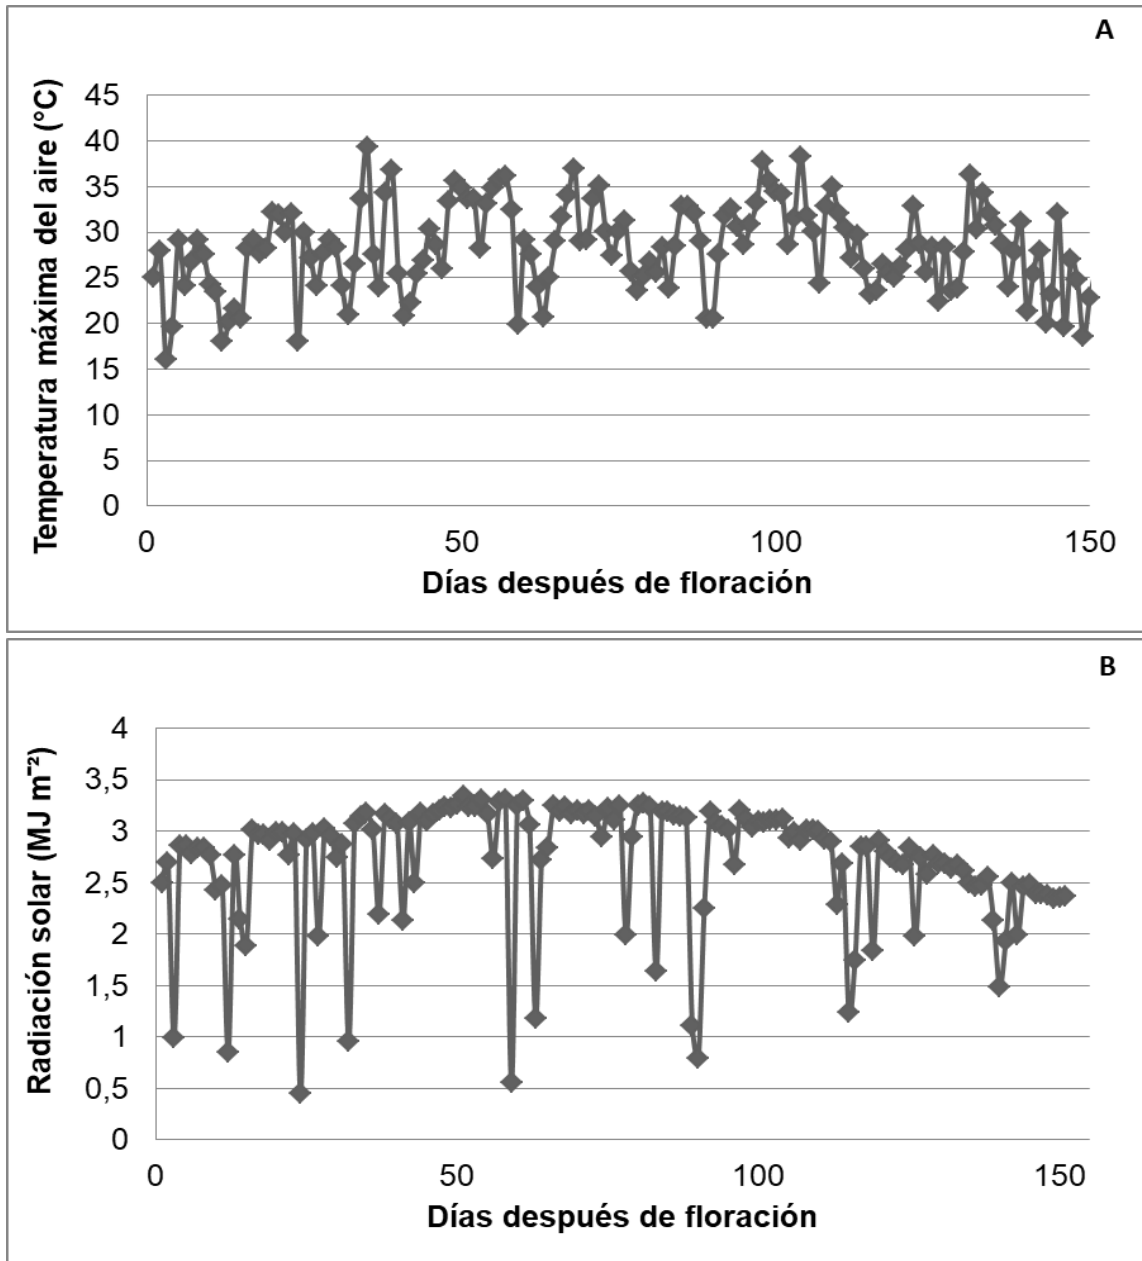 A
Temperatura máxima del aire (°C)
45
40
35
30
25
20
15
10
5
0
0 50 100 150
Días después de floración
B
Radiación solar (MJ m⁻²)
4
3,5
3
2,5
2
1,5
1
0,5
0
0 50 100 150
Días después de floración